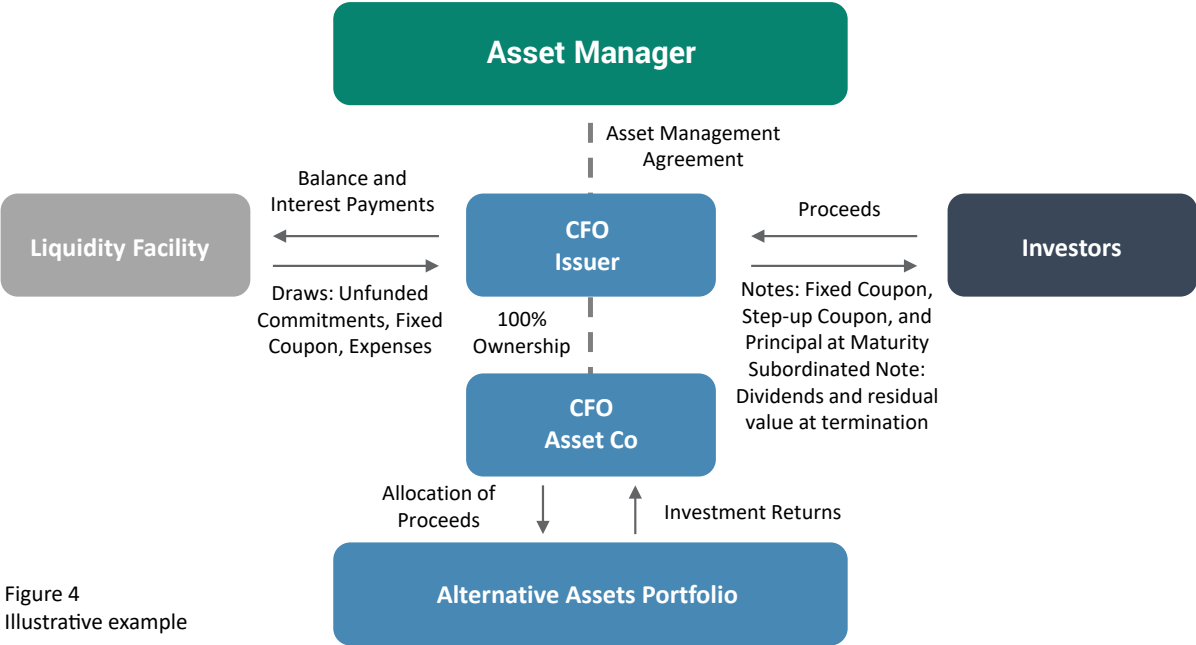 Asset Manager
Asset Management
Agreement
Balance and
Interest Payments
Liquidity Facility
Draws: Unfunded
Commitments, Fixed
Coupon, Expenses
CFO
Issuer
Proceeds
Investors
Notes: Fixed Coupon,
Step-up Coupon, and
Principal at Maturity
Subordinated Note:
Dividends and residual
value at termination
100%
Ownership
CFO
Asset Co
Allocation of
Proceeds
Investment Returns
Alternative Assets Portfolio
Figure 4
Illustrative example